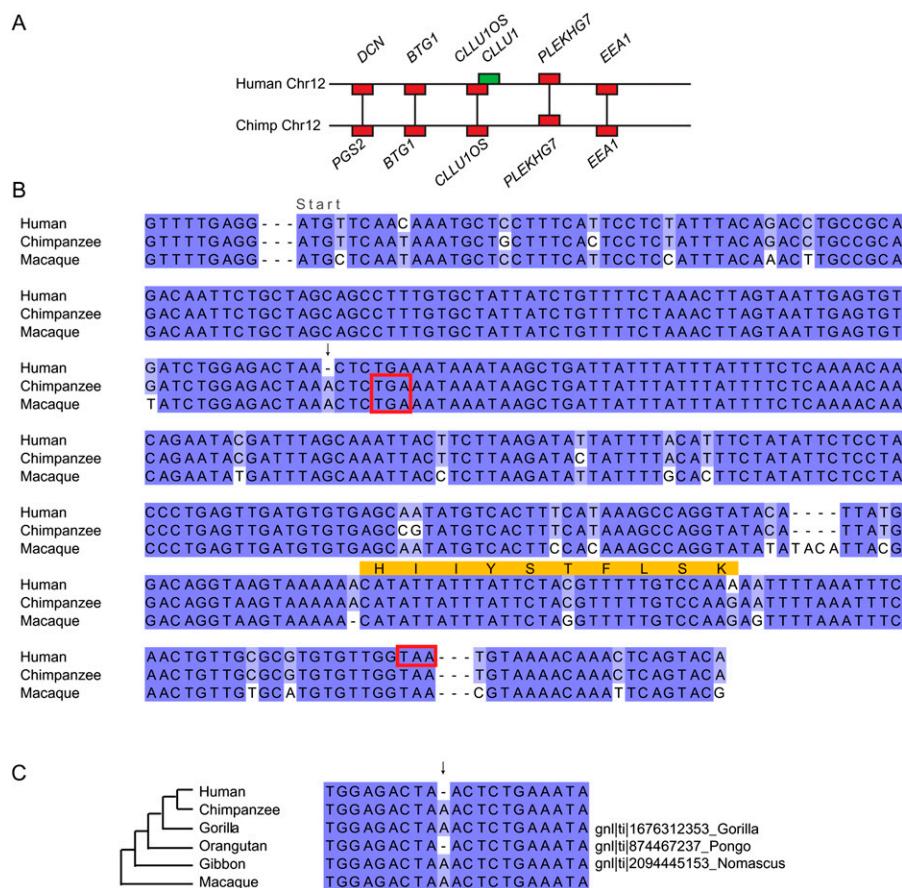 A
DCN BTG1 CLLU1OS CLLU1 PLEKHG7 EEA1
Human Chr12
Chimp Chr12
PGS2 BTG1 CLLU1OS PLEKHG7 EEA1
B
Start
Human GTTTTGAGG---ATGTTCAACAAATGCTCCTTTCATTCCTCTATTTACAGACCTGCCGCA
Chimpanzee GTTTTGAGG---ATGTTCAATAAATGCTGCTTTCACTCCTCTATTTACAGACCTGCCGCA
Macaque GTTTTGAGG---ATGCTCAATAAATGCTCCTTTCATTCCTCCATTTACAAACTTGCCGCA
Human GACAATTCTGCTAGCAGCCTTTGTGCTATTATCTGTTTTCTAAACTTAGTAATTGAGTGT
Chimpanzee GACAATTCTGCTAGCAGCCTTTGTGCTATTATCTGTTTTCTAAACTTAGTAATTGAGTGT
Macaque GACAATTCTGCTAGCAGCCTTTGTGCTATTATCTGTTTTCTAAACTTAGTAATTGAGTGT
↓
Human GATCTGGAGACTAA-CTCTGAAATAAATAAGCTGATTATTTATTTATTTTCTCAAAACAA
Chimpanzee GATCTGGAGACTAAACTCTGAAATAAATAAGCTGATTATTTATTTATTTTCTCAAAACAA
Macaque TATCTGGAGACTAAACTCTGAAATAAATAAGCTGATTATTTATTTATTTTCTCAAAACAA
Human CAGAATACGATTTAGCAAATTACTTCTTAAGATATTATTTTACATTTCTATATTCTCCTA
Chimpanzee CAGAATACGATTTAGCAAATTACTTCTTAAGATACTATTTTACATTTCTATATTCTCCTA
Macaque CAGAATATGATTTAGCAAATTACCTCTTAAGATATTATTTTGCACTTCTATATTCTCCTA
Human CCCTGAGTTGATGTGTGAGCAATATGTCACTTTCATAAAGCCAGGTATACA----TTATG
Chimpanzee CCCTGAGTTGATGTGTGAGCCGTATGTCACTTTCATAAAGCCAGGTATACA----TTATG
Macaque CCCTGAGTTGATGTGTGAGCAATATGTCACTTCCACAAAGCCAGGTATATATACATTACG
H I I Y S T F L S K
Human GACAGGTAAGTAAAAAACATATTATTTATTCTACGTTTTTGTCCAAAAATTTTAAATTTC
Chimpanzee GACAGGTAAGTAAAAAACATATTATTTATTCTACGTTTTTGTCCAAGAATTTTAAATTTC
Macaque GACAGGTAAGTAAAAA-CATATTATTTATTCTAGGTTTTTGTCCAAGAGTTTTAAATTTC
Human AACTGTTGCGCGTGTGTTGGTAA---TGTAAAACAAACTCAGTACA
Chimpanzee AACTGTTGCGCGTGTGTTGGTAA---TGTAAAACAAACTCAGTACA
Macaque AACTGTTGTGCATGTGTTGGTAA---CGTAAAACAAATTCAGTACG
C
↓
Human TGGAGACTA-ACTCTGAAATA
Chimpanzee TGGAGACTAAACTCTGAAATA
Gorilla TGGAGACTAAACTCTGAAATA gnl|ti|1676312353_Gorilla
Orangutan TGGAGACTA-ACTCTGAAATA gnl|ti|874467237_Pongo
Gibbon TGGAGACTAAACTCTGAAATA gnl|ti|2094445153_Nomascus
Macaque TGGAGACTAAACTCTGAAATA